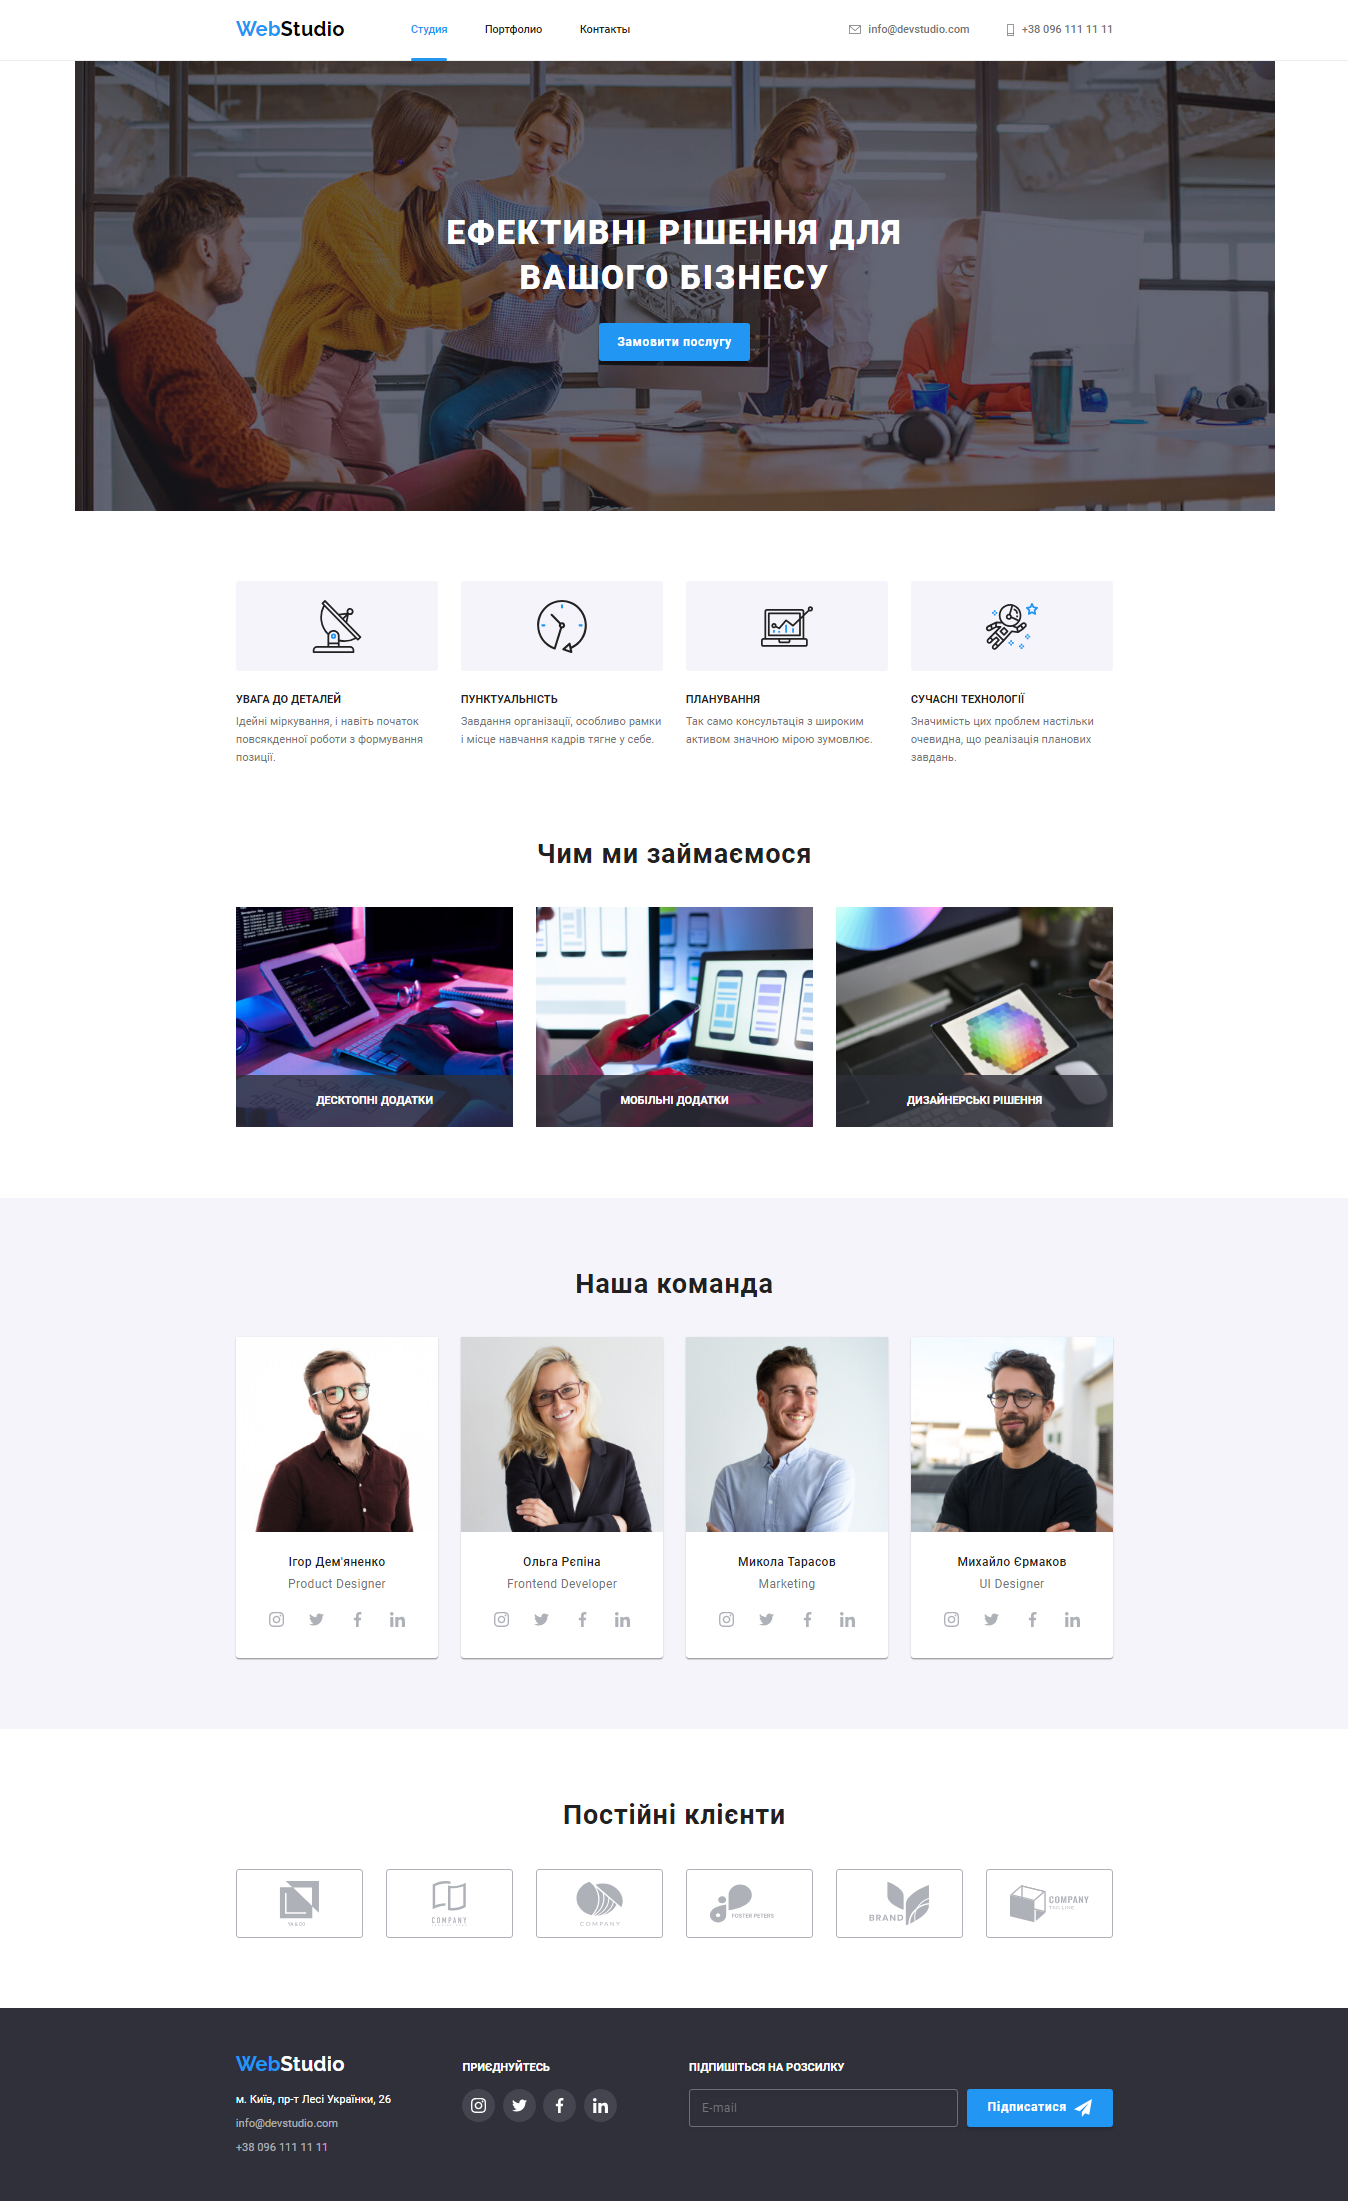 WebStudio
Студия
Портфолио
Контакты
info@devstudio.com
+38 096 111 11 11
ЕФЕКТИВНІ РІШЕННЯ ДЛЯ
ВАШОГО БІЗНЕСУ
Замовити послугу
УВАГА ДО ДЕТАЛЕЙ
Ідейні міркування, і навіть початок
повсякденної роботи з формування
позиції.
ПУНКТУАЛЬНІСТЬ
Завдання організації, особливо рамки
і місце навчання кадрів тягне у себе.
ПЛАНУВАННЯ
Так само консультація з широким
активом значною мірою зумовлює.
СУЧАСНІ ТЕХНОЛОГІЇ
Значимість цих проблем настільки
очевидна, що реалізація планових
завдань.
Чим ми займаємося
ДЕСКТОПНІ ДОДАТКИ
МОБІЛЬНІ ДОДАТКИ
ДИЗАЙНЕРСЬКІ РІШЕННЯ
Наша команда
Ігор Дем'яненко
Product Designer
Ольга Рєпіна
Frontend Developer
Микола Тарасов
Marketing
Михайло Єрмаков
UI Designer
Постійні клієнти
COMPANY
COMPANY
FOSTER PETERS
BRAND
COMPANY
WebStudio
м. Київ, пр-т Лесі Українки, 26
info@devstudio.com
+38 096 111 11 11
ПРИЄДНУЙТЕСЬ
ПІДПИШІТЬСЯ НА РОЗСИЛКУ
E-mail
Підписатися